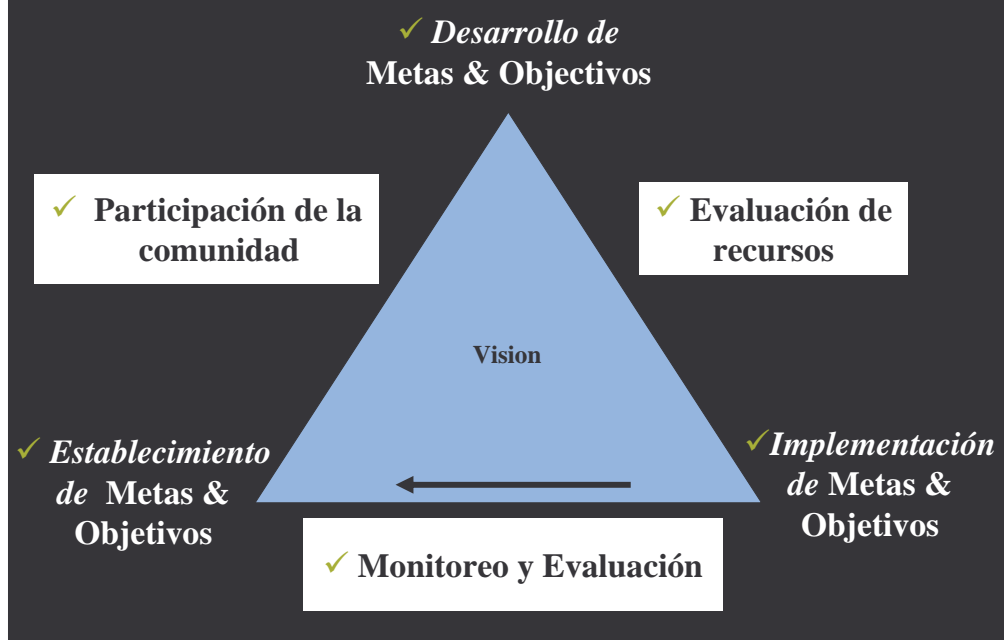 ✓ Desarrollo de
Metas & Objectivos
✓ Participación de la
comunidad
✓ Evaluación de
recursos
Vision
✓ Establecimiento
de Metas &
Objetivos
✓ Implementación
de Metas &
Objetivos
✓ Monitoreo y Evaluación